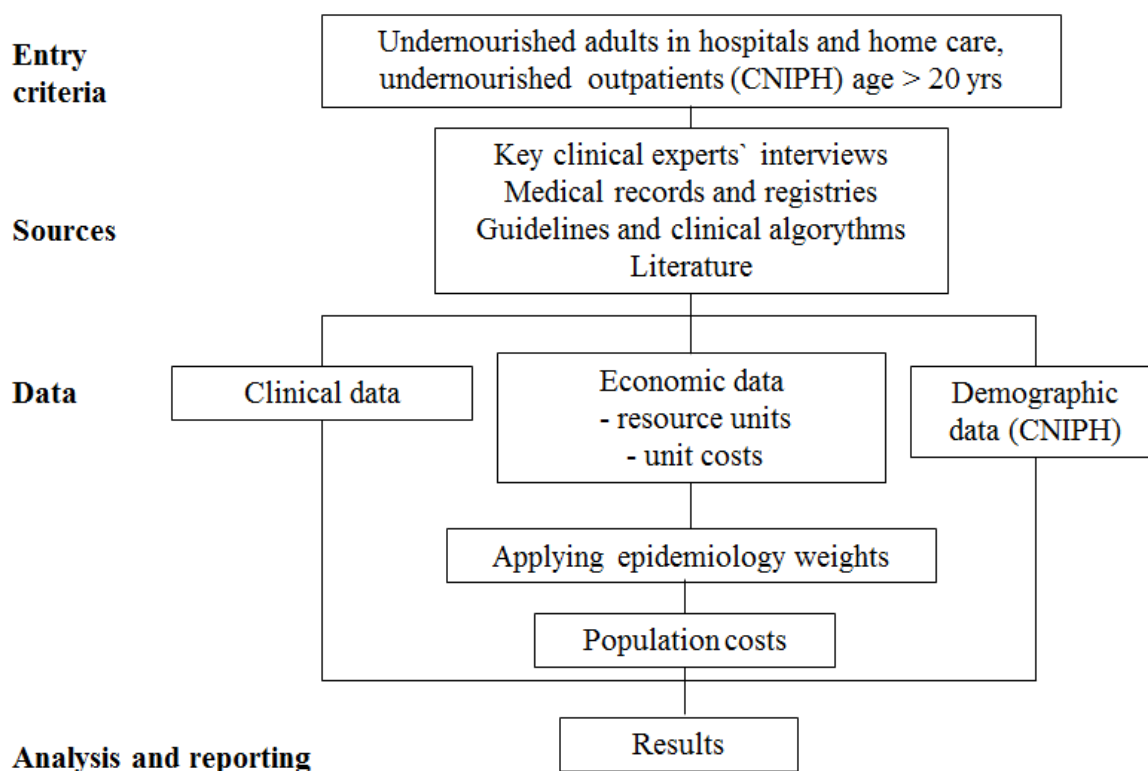 Entry
criteria
Undernourished adults in hospitals and home care,
undernourished outpatients (CNIPH) age > 20 yrs
Sources
Key clinical experts` interviews
Medical records and registries
Guidelines and clinical algorythms
Literature
Data
Clinical data
Economic data
- resource units
- unit costs
Demographic
data (CNIPH)
Applying epidemiology weights
Population costs
Analysis and reporting
Results